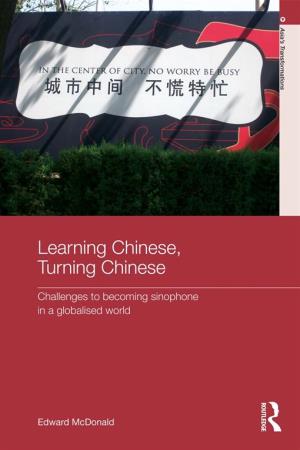 IN THE CENTER OF CITY, NO WORRY BE BUSY
城市中间 不慌特忙
Asia's Transformations
Learning Chinese,
Turning Chinese
Challenges to becoming sinophone
in a globalised world
Edward McDonald
ROUTLEDGE